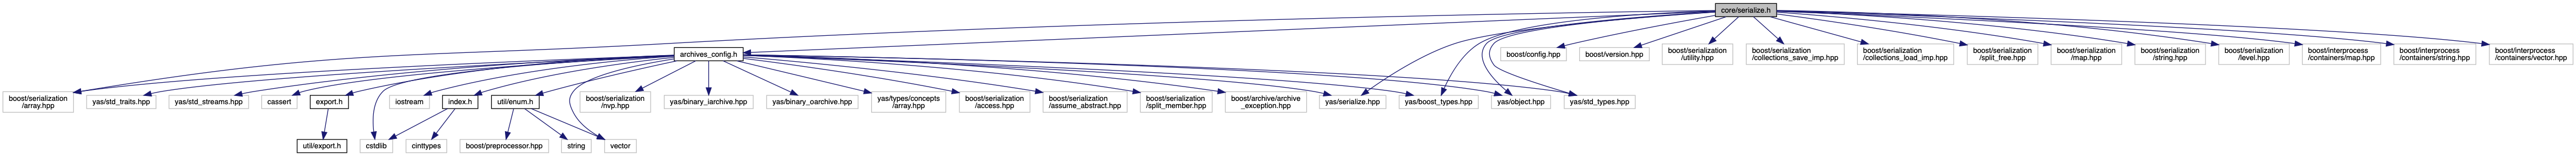 core/serialize.h
archives_config.h
boost/config.hpp
boost/version.hpp
boost/serialization
/utility.hpp
boost/serialization
/collections_save_imp.hpp
boost/serialization
/collections_load_imp.hpp
boost/serialization
/split_free.hpp
boost/serialization
/map.hpp
boost/serialization
/string.hpp
boost/serialization
/level.hpp
boost/interprocess
/containers/map.hpp
boost/interprocess
/containers/string.hpp
boost/interprocess
/containers/vector.hpp
boost/serialization
/array.hpp
yas/std_traits.hpp
yas/std_streams.hpp
cassert
export.h
iostream
index.h
util/enum.h
boost/serialization
/nvp.hpp
yas/binary_iarchive.hpp
yas/binary_oarchive.hpp
yas/types/concepts
/array.hpp
boost/serialization
/access.hpp
boost/serialization
/assume_abstract.hpp
boost/serialization
/split_member.hpp
boost/archive/archive
_exception.hpp
yas/serialize.hpp
yas/boost_types.hpp
yas/object.hpp
yas/std_types.hpp
util/export.h
cstdlib
cinttypes
boost/preprocessor.hpp
string
vector